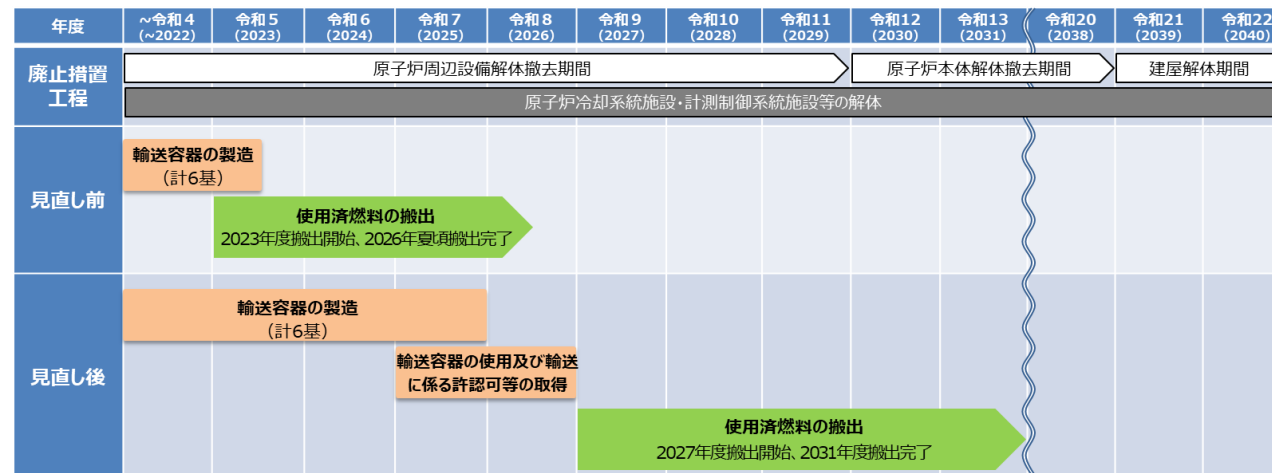 年度
~令和4
(~2022)
令和5
(2023)
令和6
(2024)
令和7
(2025)
令和8
(2026)
令和9
(2027)
令和10
(2028)
令和11
(2029)
令和12
(2030)
令和13
(2031)
令和20
(2038)
令和21
(2039)
令和22
(2040)
廃止措置
工程
原子炉周辺設備解体撤去期間
原子炉本体解体撤去期間
建屋解体期間
原子炉冷却系統施設・計測制御系統施設等の解体
見直し前
輸送容器の製造
(計6基)
使用済燃料の搬出
2023年度搬出開始、2026年夏頃搬出完了
見直し後
輸送容器の製造
(計6基)
輸送容器の使用及び輸送
に係る許認可等の取得
使用済燃料の搬出
2027年度搬出開始、2031年度搬出完了